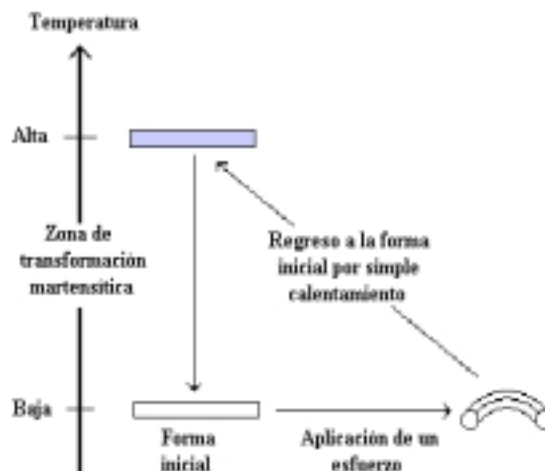 Temperatura
Alta
Zona de
transformación
martensítica
Regreso a la forma
inicial por simple
calentamiento
Baja
Forma
inicial
Aplicación de un
esfuerzo